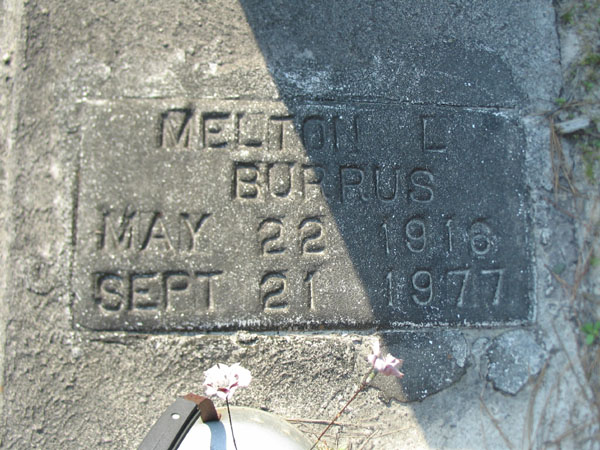 MELTON L
BURRUS
MAY 22 1916
SEPT 21 1977